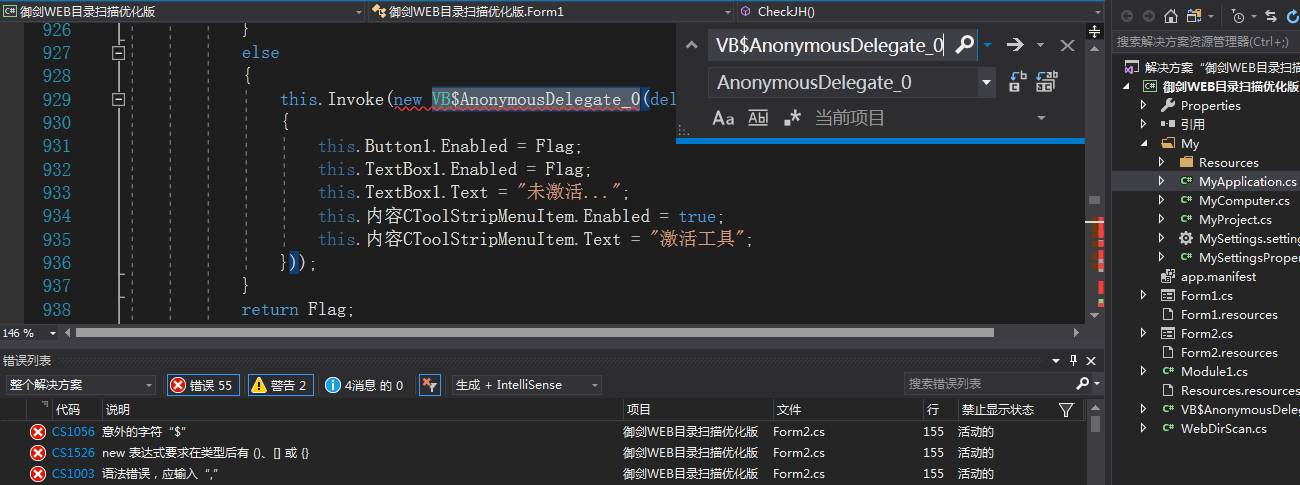 御剑WEB目录扫描优化版
御剑WEB目录扫描优化版.Form1
CheckJH()
926 }
927 else
928 {
929 this.Invoke(new VB$AnonymousDelegate_0(del
930 {
931 this.Button1.Enabled = Flag;
932 this.TextBox1.Enabled = Flag;
933 this.TextBox1.Text = "未激活...";
934 this.内容CToolStripMenuItem.Enabled = true;
935 this.内容CToolStripMenuItem.Text = "激活工具";
936 }));
937 }
938 return Flag;
VB$AnonymousDelegate_0
AnonymousDelegate_0
Aa Abl .* 当前项目
146 %
错误列表
整个解决方案
错误 55
警告 2
4消息 的 0
生成 + IntelliSense
搜索错误列表
代码 说明 项目 文件 行 禁止显示状态
CS1056 意外的字符“$” 御剑WEB目录扫描优化版 Form2.cs 155 活动的
CS1526 new 表达式要求在类型后有 ()、[] 或 {} 御剑WEB目录扫描优化版 Form2.cs 155 活动的
CS1003 语法错误，应输入“,” 御剑WEB目录扫描优化版 Form2.cs 155 活动的
搜索解决方案资源管理器(Ctrl+;)
解决方案“御剑WEB目录扫描优
御剑WEB目录扫描优化版
Properties
引用
My
Resources
MyApplication.cs
MyComputer.cs
MyProject.cs
MySettings.setting
MySettingsProper
app.manifest
Form1.cs
Form1.resources
Form2.cs
Form2.resources
Module1.cs
Resources.resources
VB$AnonymousDeleg
WebDirScan.cs